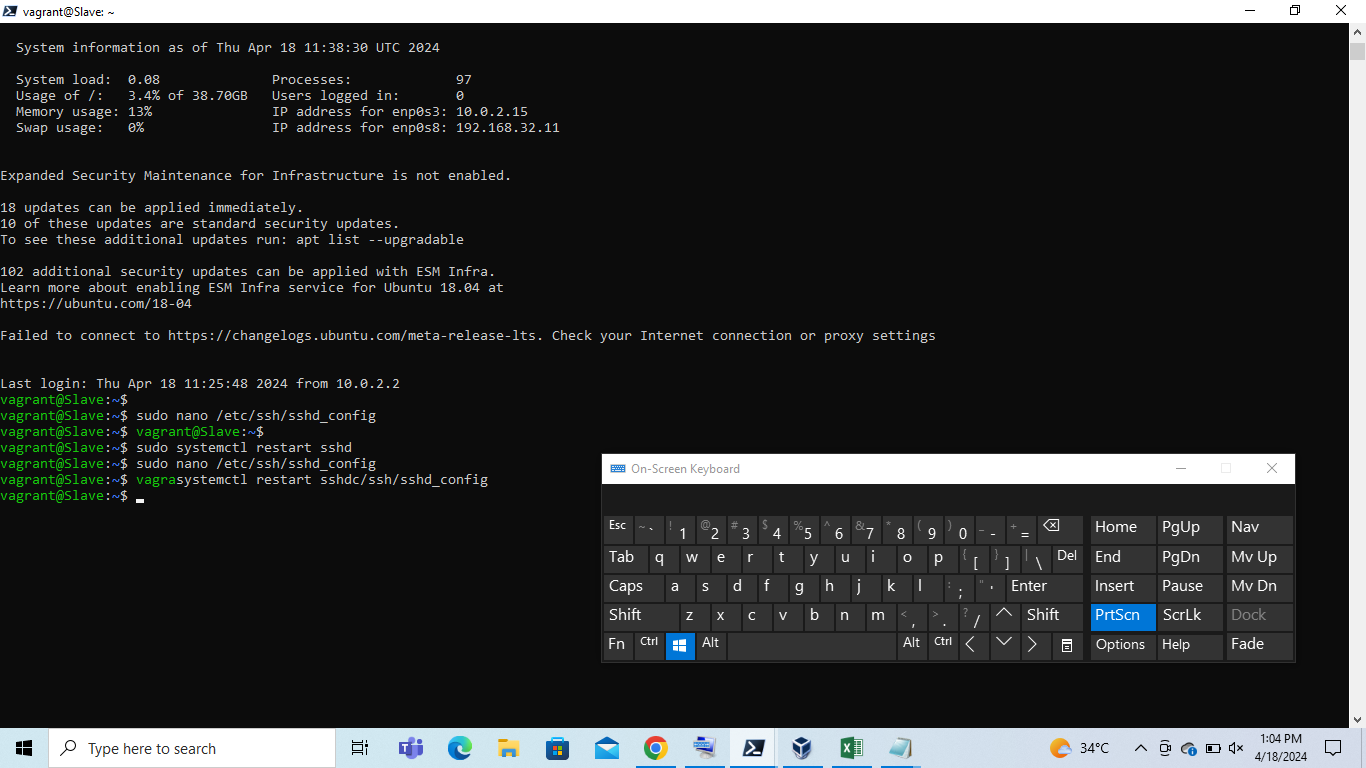 vagrant@Slave: ~
System information as of Thu Apr 18 11:38:30 UTC 2024
System load:  0.08              Processes:             97
Usage of /:   3.4% of 38.70GB   Users logged in:       0
Memory usage: 13%               IP address for enp0s3: 10.0.2.15
Swap usage:   0%                IP address for enp0s8: 192.168.32.11
Expanded Security Maintenance for Infrastructure is not enabled.
18 updates can be applied immediately.
10 of these updates are standard security updates.
To see these additional updates run: apt list --upgradable
102 additional security updates can be applied with ESM Infra.
Learn more about enabling ESM Infra service for Ubuntu 18.04 at
https://ubuntu.com/18-04
Failed to connect to https://changelogs.ubuntu.com/meta-release-lts. Check your Internet connection or proxy settings
Last login: Thu Apr 18 11:25:48 2024 from 10.0.2.2
vagrant@Slave:~$
vagrant@Slave:~$ sudo nano /etc/ssh/sshd_config
vagrant@Slave:~$ vagrant@Slave:~$
vagrant@Slave:~$ sudo systemctl restart sshd
vagrant@Slave:~$ sudo nano /etc/ssh/sshd_config
vagrant@Slave:~$ vagrasystemctl restart sshdc/ssh/sshd_config
vagrant@Slave:~$
On-Screen Keyboard
Esc ~ ` ! 1 @ 2 # 3 $ 4 % 5 ^ 6 & 7 * 8 ( 9 ) 0 _ - + = Home PgUp Nav
Tab q w e r t y u i o p { [ } ] | \ Del End PgDn Mv Up
Caps a s d f g h j k l : ; " ' Enter Insert Pause Mv Dn
Shift z x c v b n m < , > . ? / Shift PrtScn ScrLk Dock
Fn Ctrl Alt Alt Ctrl Options Help Fade
Type here to search
34°C
1:04 PM
4/18/2024